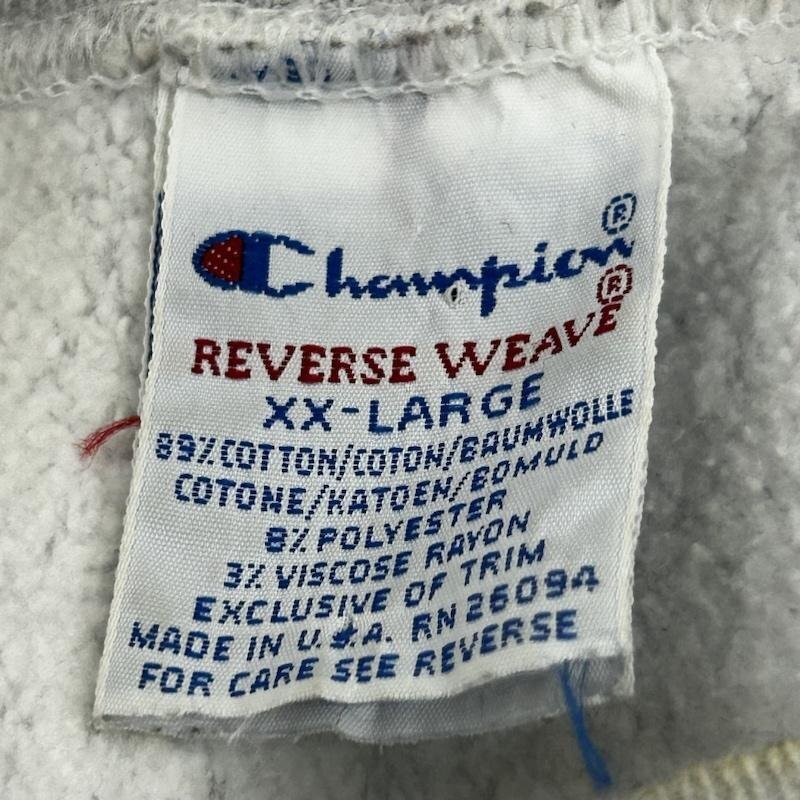 Champion®
REVERSE WEAVE®
XX-LARGE
89% COTTON/COTON/BAUMWOLLE
COTONE/KATOEN/BOMULD
8% POLYESTER
3% VISCOSE RAYON
EXCLUSIVE OF TRIM
MADE IN U.S.A. RN 26094
FOR CARE SEE REVERSE